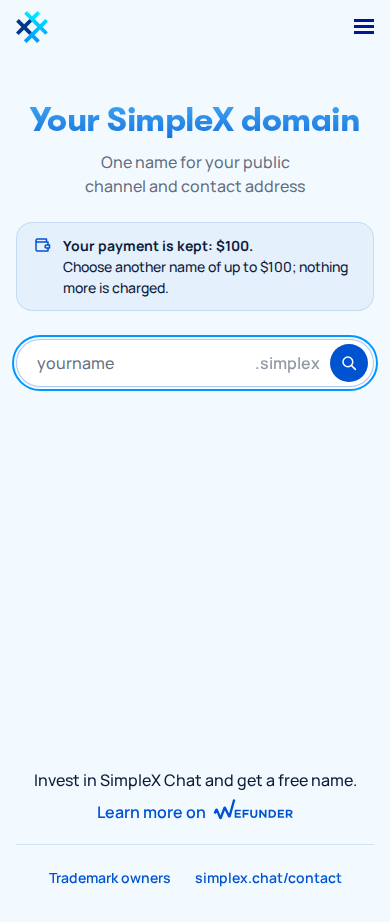 Your SimpleX domain
One name for your public
channel and contact address
Your payment is kept: $100.
Choose another name of up to $100; nothing
more is charged.
yourname .simplex
Invest in SimpleX Chat and get a free name.
Learn more on WEFUNDER
Trademark owners simplex.chat/contact